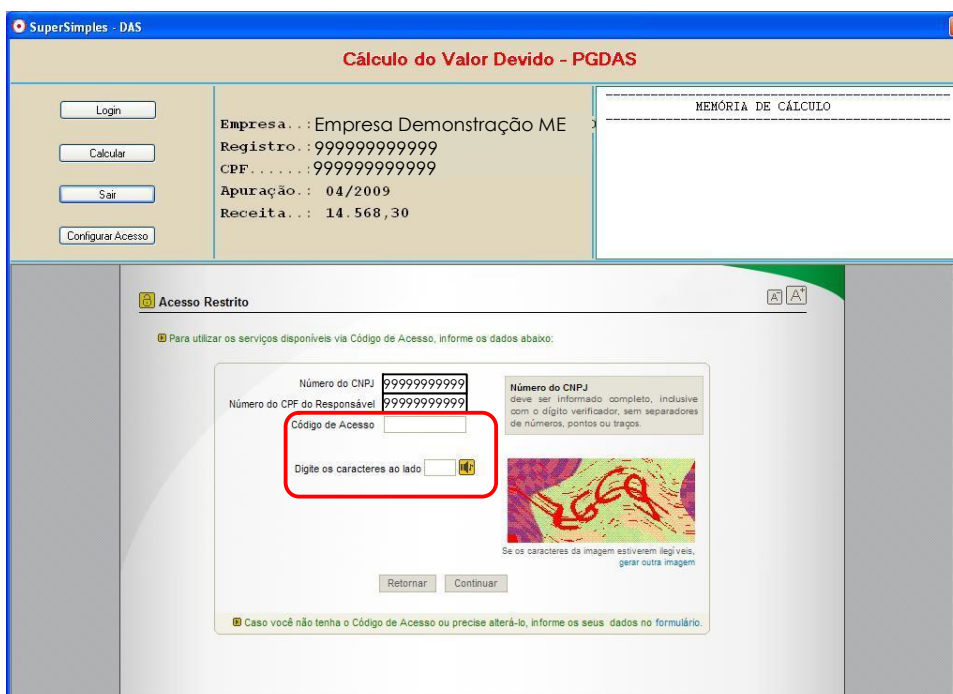 SuperSimples - DAS
Cálculo do Valor Devido - PGDAS
Login
Calcular
Sair
Configurar Acesso
Empresa..: Empresa Demonstração ME
Registro.: 999999999999
CPF......: 999999999999
Apuração.: 04/2009
Receita..: 14.568,30
MEMÓRIA DE CÁLCULO
Acesso Restrito
A- A+
Para utilizar os serviços disponíveis via Código de Acesso, informe os dados abaixo:
Número do CNPJ 99999999999
Número do CPF do Responsável 99999999999
Código de Acesso
Digite os caracteres ao lado
Número do CNPJ
deve ser informado completo, inclusive
com o dígito verificador, sem separadores
de números, pontos ou traços.
Se os caracteres da imagem estiverem ilegíveis,
gerar outra imagem
Retornar Continuar
Caso você não tenha o Código de Acesso ou precise alterá-lo, informe os seus dados no formulário.